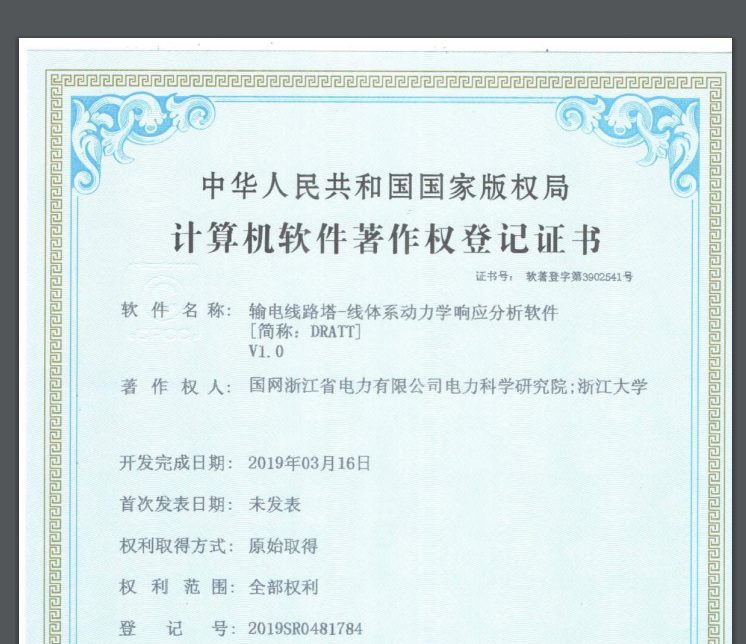 中华人民共和国国家版权局
计算机软件著作权登记证书
证书号： 软著登字第3902541号
软 件 名 称： 输电线路塔-线体系动力学响应分析软件
[简称：DRATT]
V1.0
著 作 权 人： 国网浙江省电力有限公司电力科学研究院;浙江大学
开发完成日期： 2019年03月16日
首次发表日期： 未发表
权利取得方式： 原始取得
权 利 范 围： 全部权利
登 记 号： 2019SR0481784